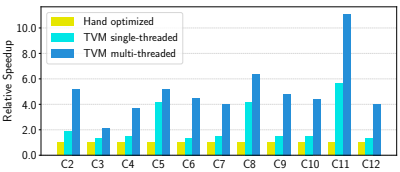 Hand optimized
TVM single-threaded
TVM multi-threaded
Relative Speedup
10.0
8.0
6.0
4.0
2.0
0.0
C2 C3 C4 C5 C6 C7 C8 C9 C10 C11 C12